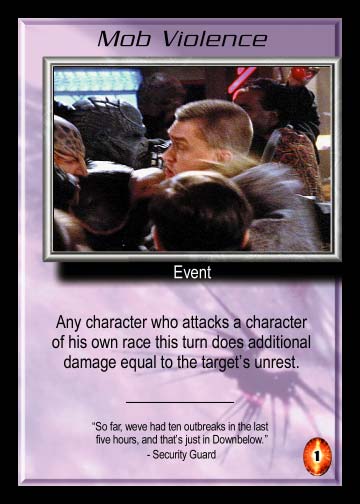 Mob Violence
Event
Any character who attacks a character
of his own race this turn does additional
damage equal to the target's unrest.
"So far, weve had ten outbreaks in the last
five hours, and that's just in Downbelow."
- Security Guard
1